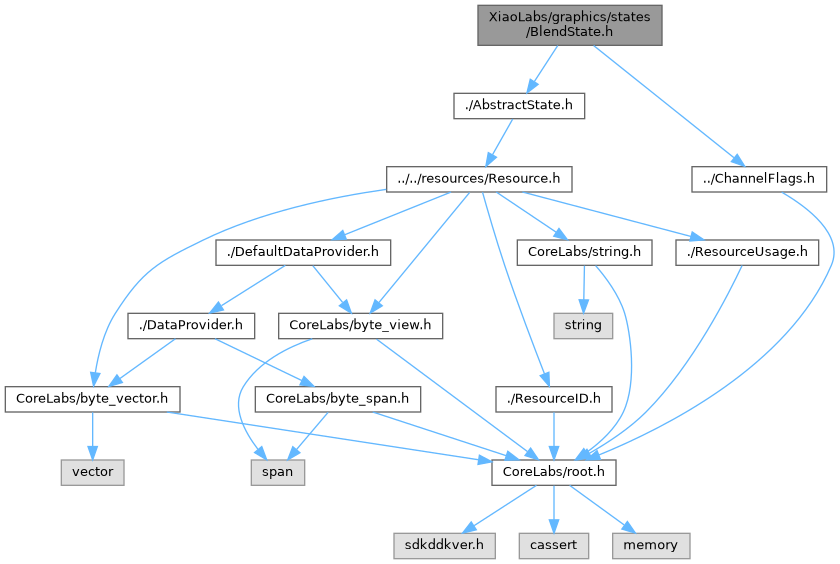 XiaoLabs/graphics/states
/BlendState.h
./AbstractState.h
../../resources/Resource.h
../ChannelFlags.h
./DefaultDataProvider.h
CoreLabs/string.h
./ResourceUsage.h
./DataProvider.h
CoreLabs/byte_view.h
string
CoreLabs/byte_vector.h
CoreLabs/byte_span.h
./ResourceID.h
vector
span
CoreLabs/root.h
sdkddkver.h
cassert
memory